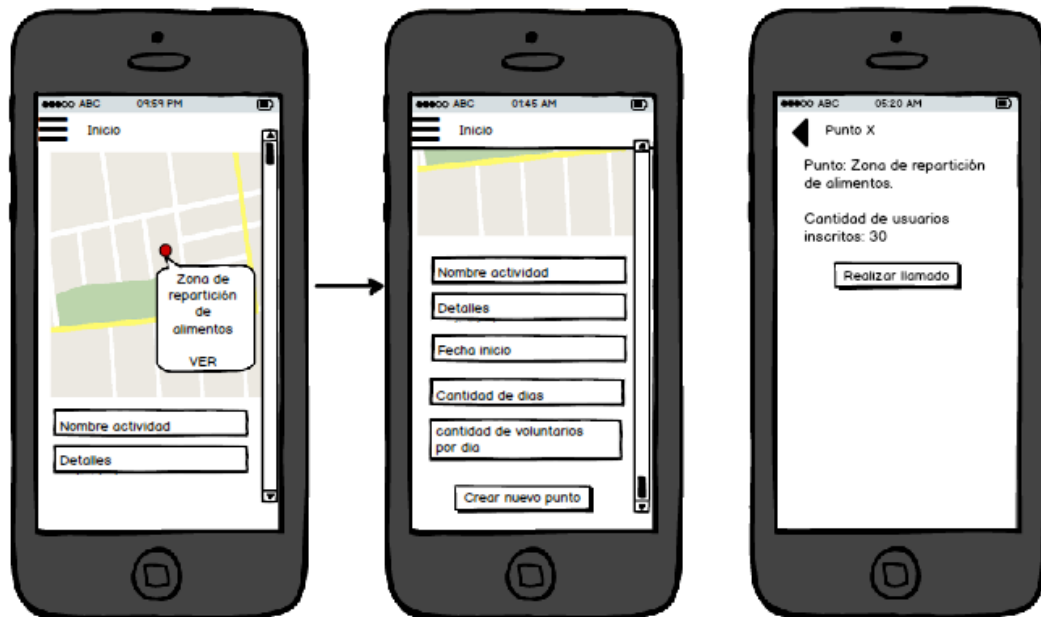 ABC 09:59 PM
Inicio
Zona de
repartición
de
alimentos
VER
Nombre actividad
Detalles
ABC 01:45 AM
Inicio
Nombre actividad
Detalles
Fecha inicio
Cantidad de dias
cantidad de voluntarios
por dia
Crear nuevo punto
ABC 05:20 AM
Punto X
Punto: Zona de repartición
de alimentos.
Cantidad de usuarios
inscritos: 30
Realizar llamado